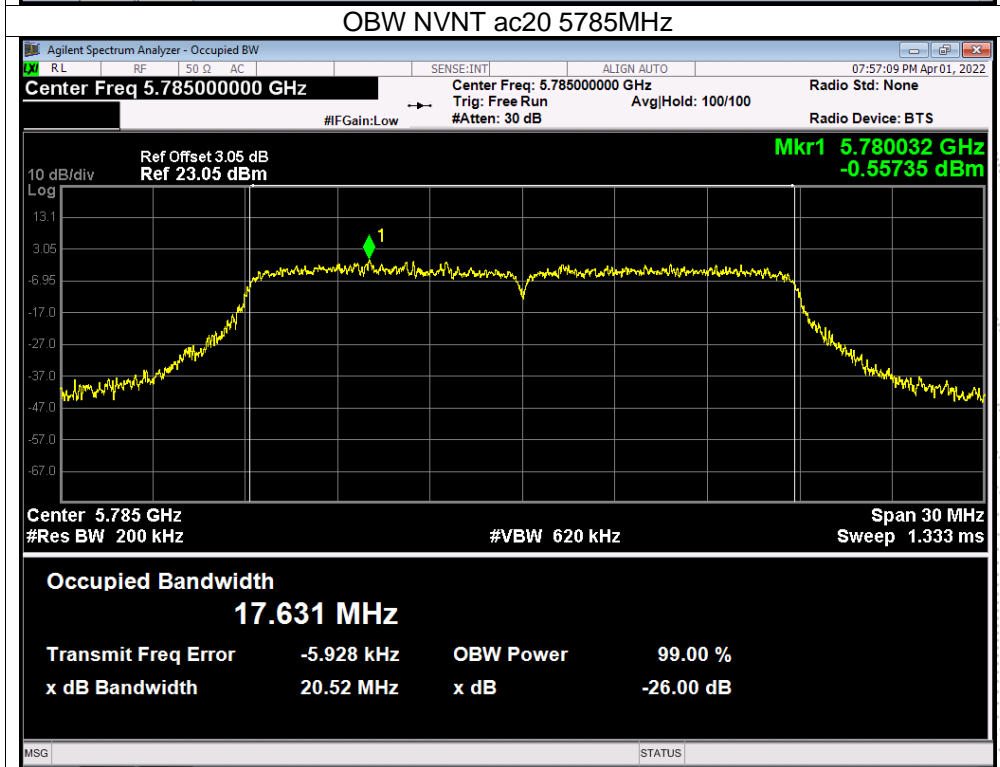 OBW NVNT ac20 5785MHz
Agilent Spectrum Analyzer - Occupied BW
LXI RL RF 50 Ω AC SENSE:INT ALIGN AUTO 07:57:09 PM Apr 01, 2022
Center Freq 5.785000000 GHz
Center Freq: 5.785000000 GHz Radio Std: None
Trig: Free Run Avg|Hold: 100/100
#IFGain:Low #Atten: 30 dB Radio Device: BTS
Mkr1 5.780032 GHz
-0.55735 dBm
Ref Offset 3.05 dB
10 dB/div Ref 23.05 dBm
Log
13.1
1
3.05
-6.95
-17.0
-27.0
-37.0
-47.0
-57.0
-67.0
Center 5.785 GHz Span 30 MHz
#Res BW 200 kHz #VBW 620 kHz Sweep 1.333 ms
Occupied Bandwidth
17.631 MHz
Transmit Freq Error -5.928 kHz OBW Power 99.00 %
x dB Bandwidth 20.52 MHz x dB -26.00 dB
MSG STATUS